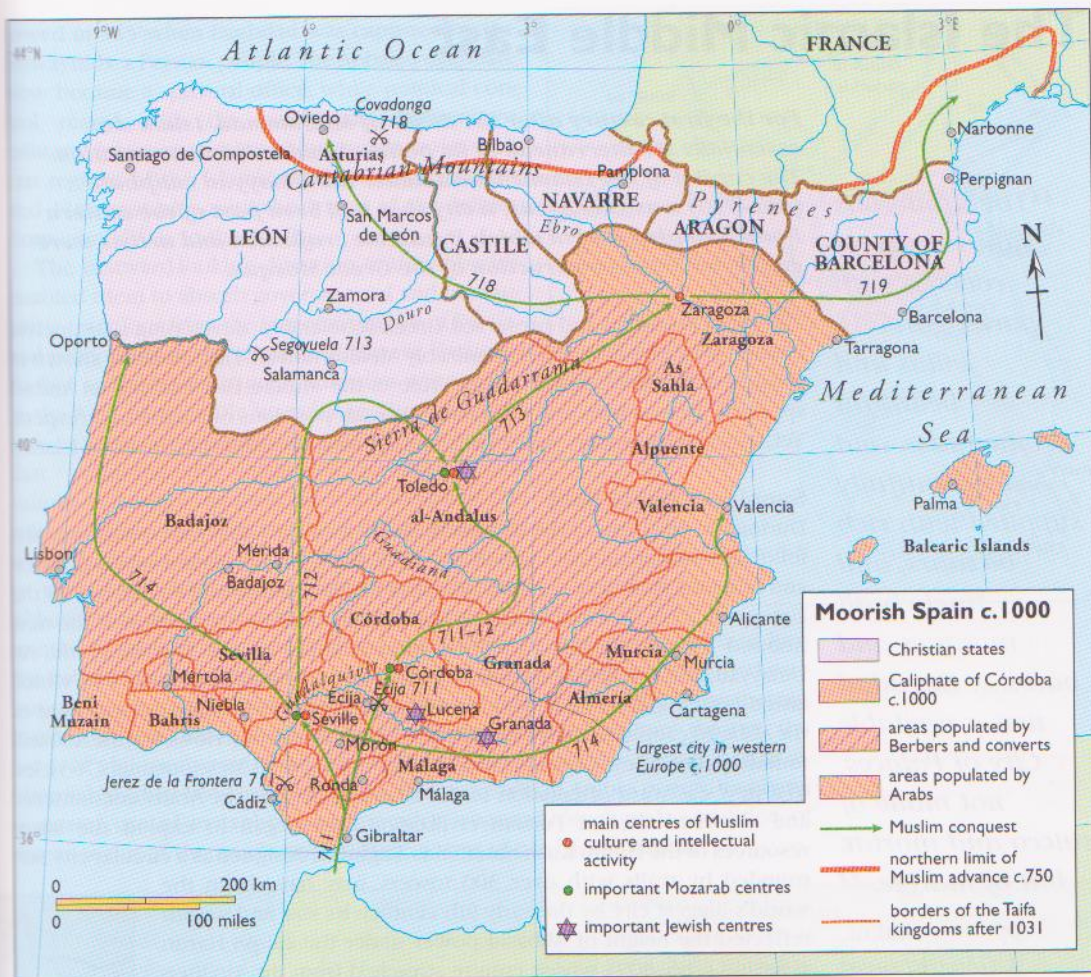 9°W
6°
3°
0°
3°E
44°N
Atlantic Ocean
FRANCE
Covadonga
718
Oviedo
Bilbao
Narbonne
Santiago de Compostela
Asturias
Cantabrian Mountains
Pamplona
Perpignan
NAVARRE
Pyrenees
San Marcos
de León
Ebro
ARAGON
LEÓN
CASTILE
COUNTY OF
BARCELONA
N
718
719
Zamora
Douro
Zaragoza
Barcelona
Oporto
Segoyuela 713
Zaragoza
Tarragona
Salamanca
As
Sahla
Mediterranean
Sea
Sierra de Guadarrama
713
40°
Alpuente
Toledo
al-Andalus
Valencia
Valencia
Palma
Badajoz
Balearic Islands
Lisbon
Mérida
Badajoz
Guadiana
714
712
Córdoba
711–12
Alicante
Sevilla
Granada
Murcia
Murcia
Mértola
Guadalquivir
Córdoba
Ecija 711
Almería
Cartagena
Beni
Muzain
Bahris
Niebla
Ecija
Lucena
Séville
Granada
Morón
714
largest city in western
Europe c.1000
Málaga
Jerez de la Frontera 711
Ronda
Cádiz
Málaga
36°
Gibraltar
711
0
200 km
0
100 miles
main centres of Muslim
culture and intellectual
activity
important Mozarab centres
important Jewish centres
Moorish Spain c.1000
Christian states
Caliphate of Córdoba
c.1000
areas populated by
Berbers and converts
areas populated by
Arabs
Muslim conquest
northern limit of
Muslim advance c.750
borders of the Taifa
kingdoms after 1031